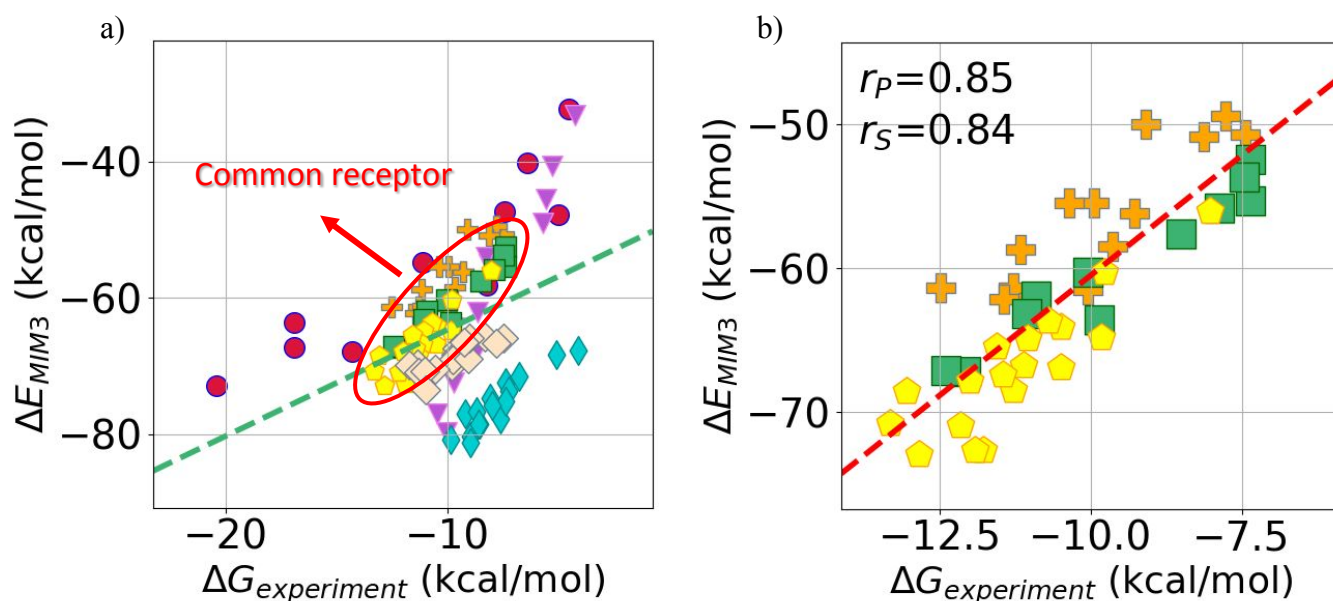 a)
ΔE_MIM3 (kcal/mol)
−40
−60
−80
Common receptor
−20 −10
ΔG_experiment (kcal/mol)
b)
ΔE_MIM3 (kcal/mol)
−50
−60
−70
r_P=0.85
r_S=0.84
−12.5 −10.0 −7.5
ΔG_experiment (kcal/mol)